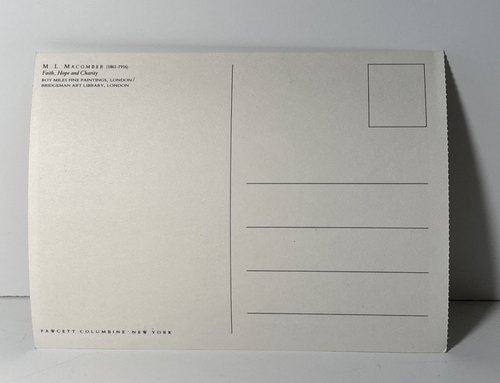 M. L. MACOMBER (1861-1916)
Faith, Hope and Charity
ROY MILES FINE PAINTINGS, LONDON/
BRIDGEMAN ART LIBRARY, LONDON
FAWCETT COLUMBINE · NEW YORK